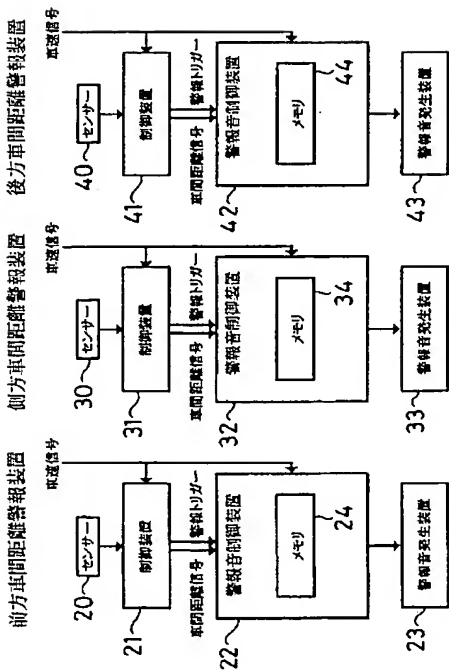 前方車間距離警報装置
車速信号
20
センサー
21
制御装置
車間距離信号
警報トリガー
22
警報音制御装置
メモリ
24
23
警報音発生装置
側方車間距離警報装置
車速信号
30
センサー
31
制御装置
車間距離信号
警報トリガー
32
警報音制御装置
メモリ
34
33
警報音発生装置
後方車間距離警報装置
車速信号
40
センサー
41
制御装置
車間距離信号
警報トリガー
42
警報音制御装置
メモリ
44
43
警報音発生装置